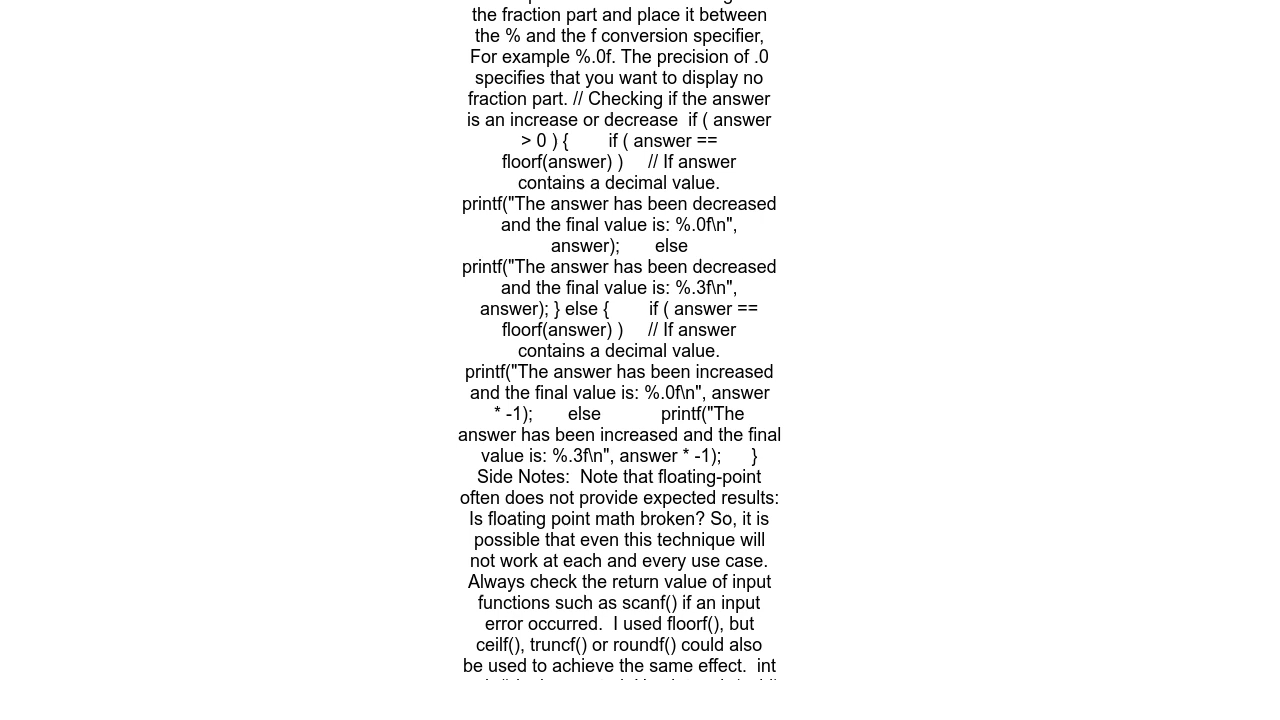 the fraction part and place it between
the % and the f conversion specifier,
For example %.0f. The precision of .0
specifies that you want to display no
fraction part. // Checking if the answer
is an increase or decrease  if ( answer
> 0 ) {        if ( answer ==
floorf(answer) )     // If answer
contains a decimal value.
printf("The answer has been decreased
and the final value is: %.0f\n",
answer);       else
printf("The answer has been decreased
and the final value is: %.3f\n",
answer); } else {        if ( answer ==
floorf(answer) )     // If answer
contains a decimal value.
printf("The answer has been increased
and the final value is: %.0f\n", answer
* -1);       else            printf("The
answer has been increased and the final
value is: %.3f\n", answer * -1);      }
Side Notes:  Note that floating-point
often does not provide expected results:
Is floating point math broken? So, it is
possible that even this technique will
not work at each and every use case.
Always check the return value of input
functions such as scanf() if an input
error occurred.  I used floorf(), but
ceilf(), truncf() or roundf() could also
be used to achieve the same effect.  int